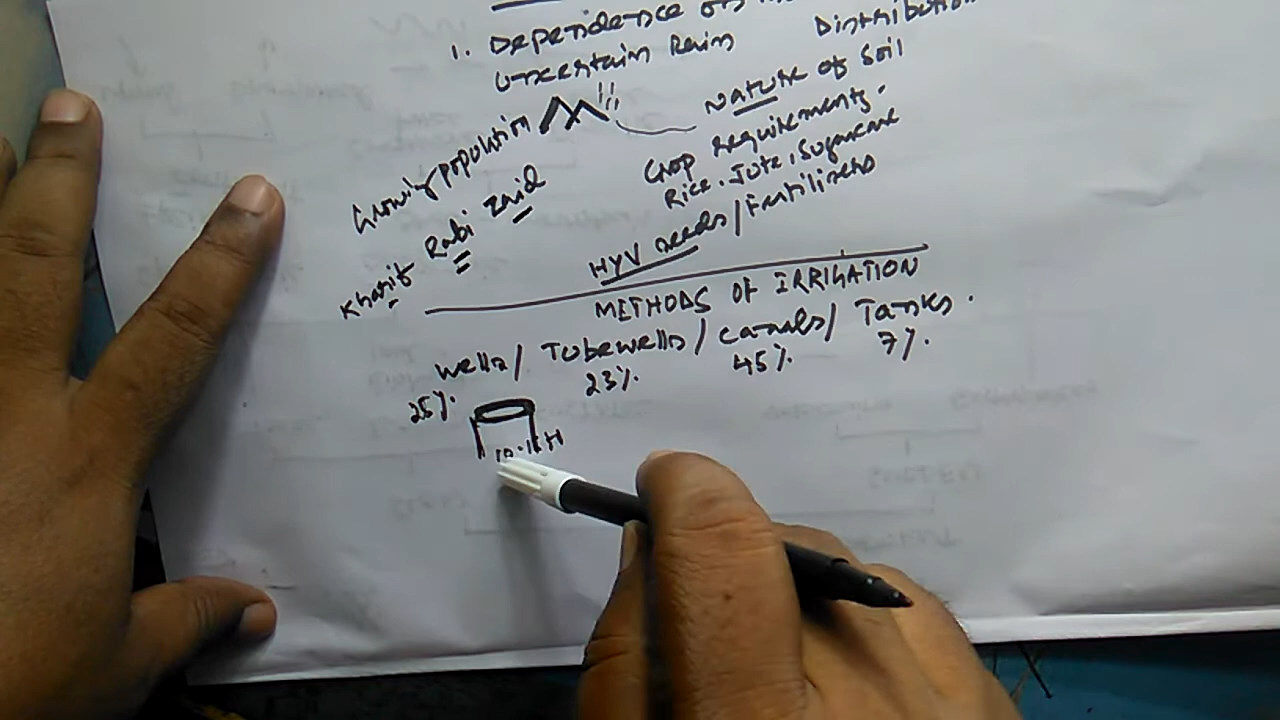 1. Dependence on
Uncertain Rain
Distribution
Growing population
Nature of Soil
Crop requirements.
Rice, Jute, Sugarcane
Kharif Rabi Zaid
HYV seeds/Fertilizers
METHODS OF IRRIGATION
Wells/ Tubewells/ Canals/ Tanks.
25%. 23%. 45%. 7%.